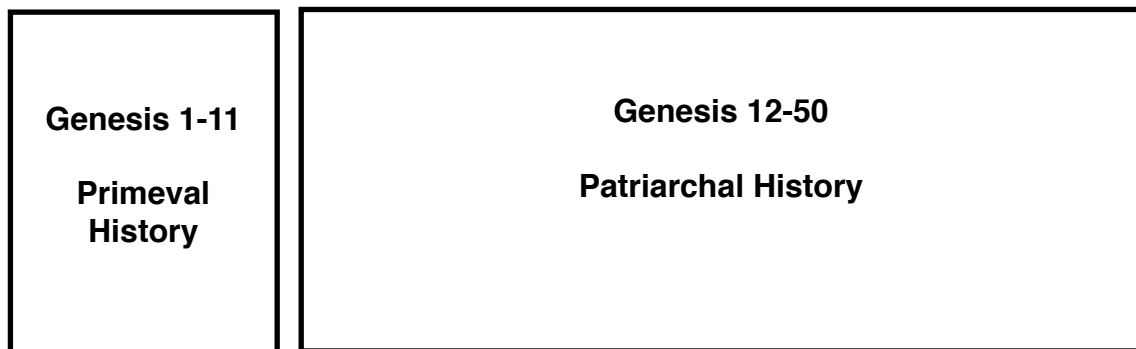 Genesis 1-11
Primeval
History
Genesis 12-50
Patriarchal History